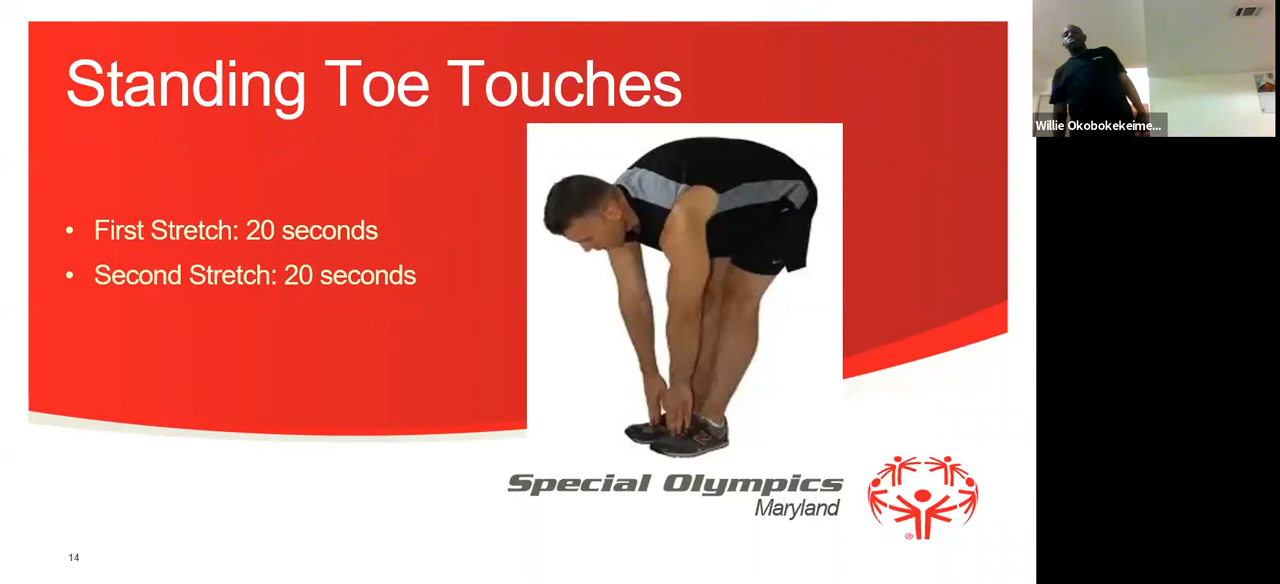 Standing Toe Touches
• First Stretch: 20 seconds
• Second Stretch: 20 seconds
Special Olympics
Maryland
®
14
Willie Okobokekeime...